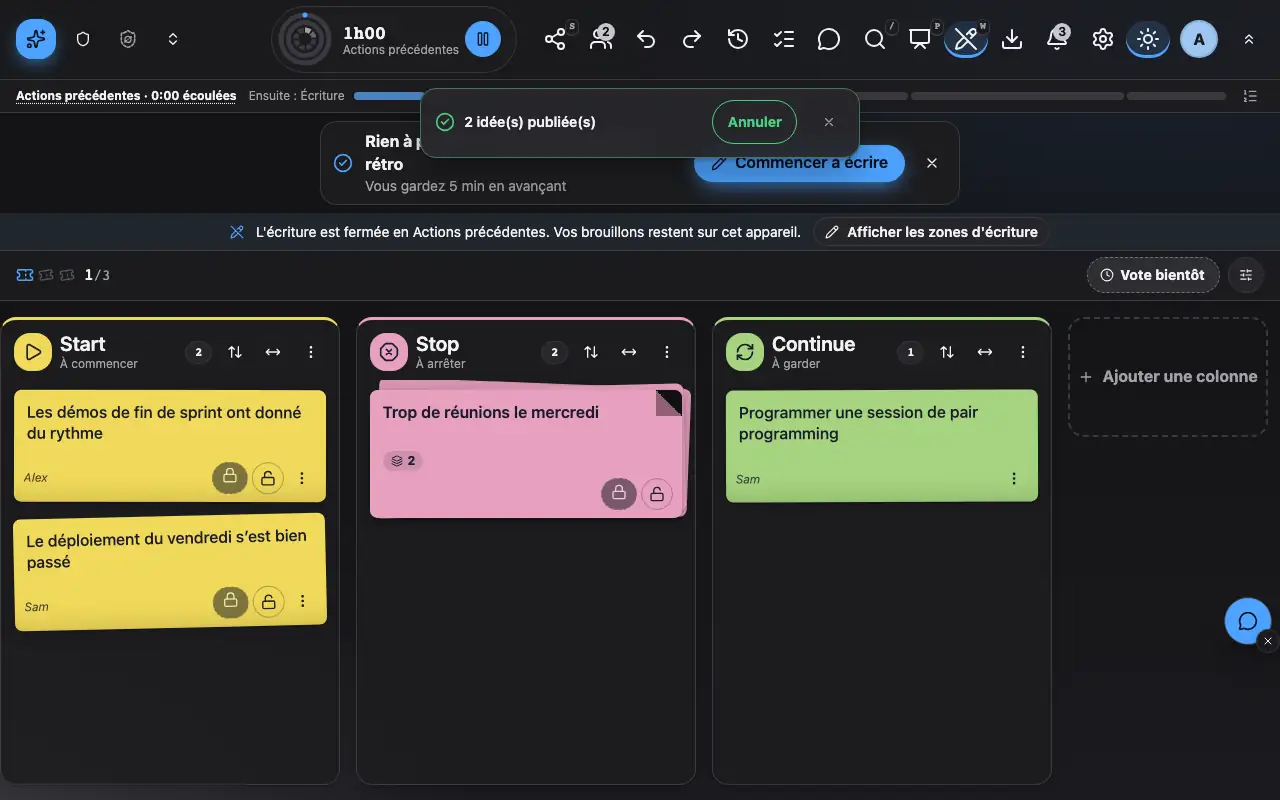 1h00
Actions précédentes
S
2
/
P
W
3
A
Actions précédentes · 0:00 écoulées
Ensuite : Écriture
2 idée(s) publiée(s)
Annuler
Rien à
rétro
Vous gardez 5 min en avançant
Commencer à écrire
L'écriture est fermée en Actions précédentes. Vos brouillons restent sur cet appareil.
Afficher les zones d'écriture
1/3
Vote bientôt
Start
À commencer
2
Les démos de fin de sprint ont donné
du rythme
Alex
Le déploiement du vendredi s’est bien
passé
Sam
Stop
À arrêter
2
Trop de réunions le mercredi
2
Continue
À garder
1
Programmer une session de pair
programming
Sam
+ Ajouter une colonne